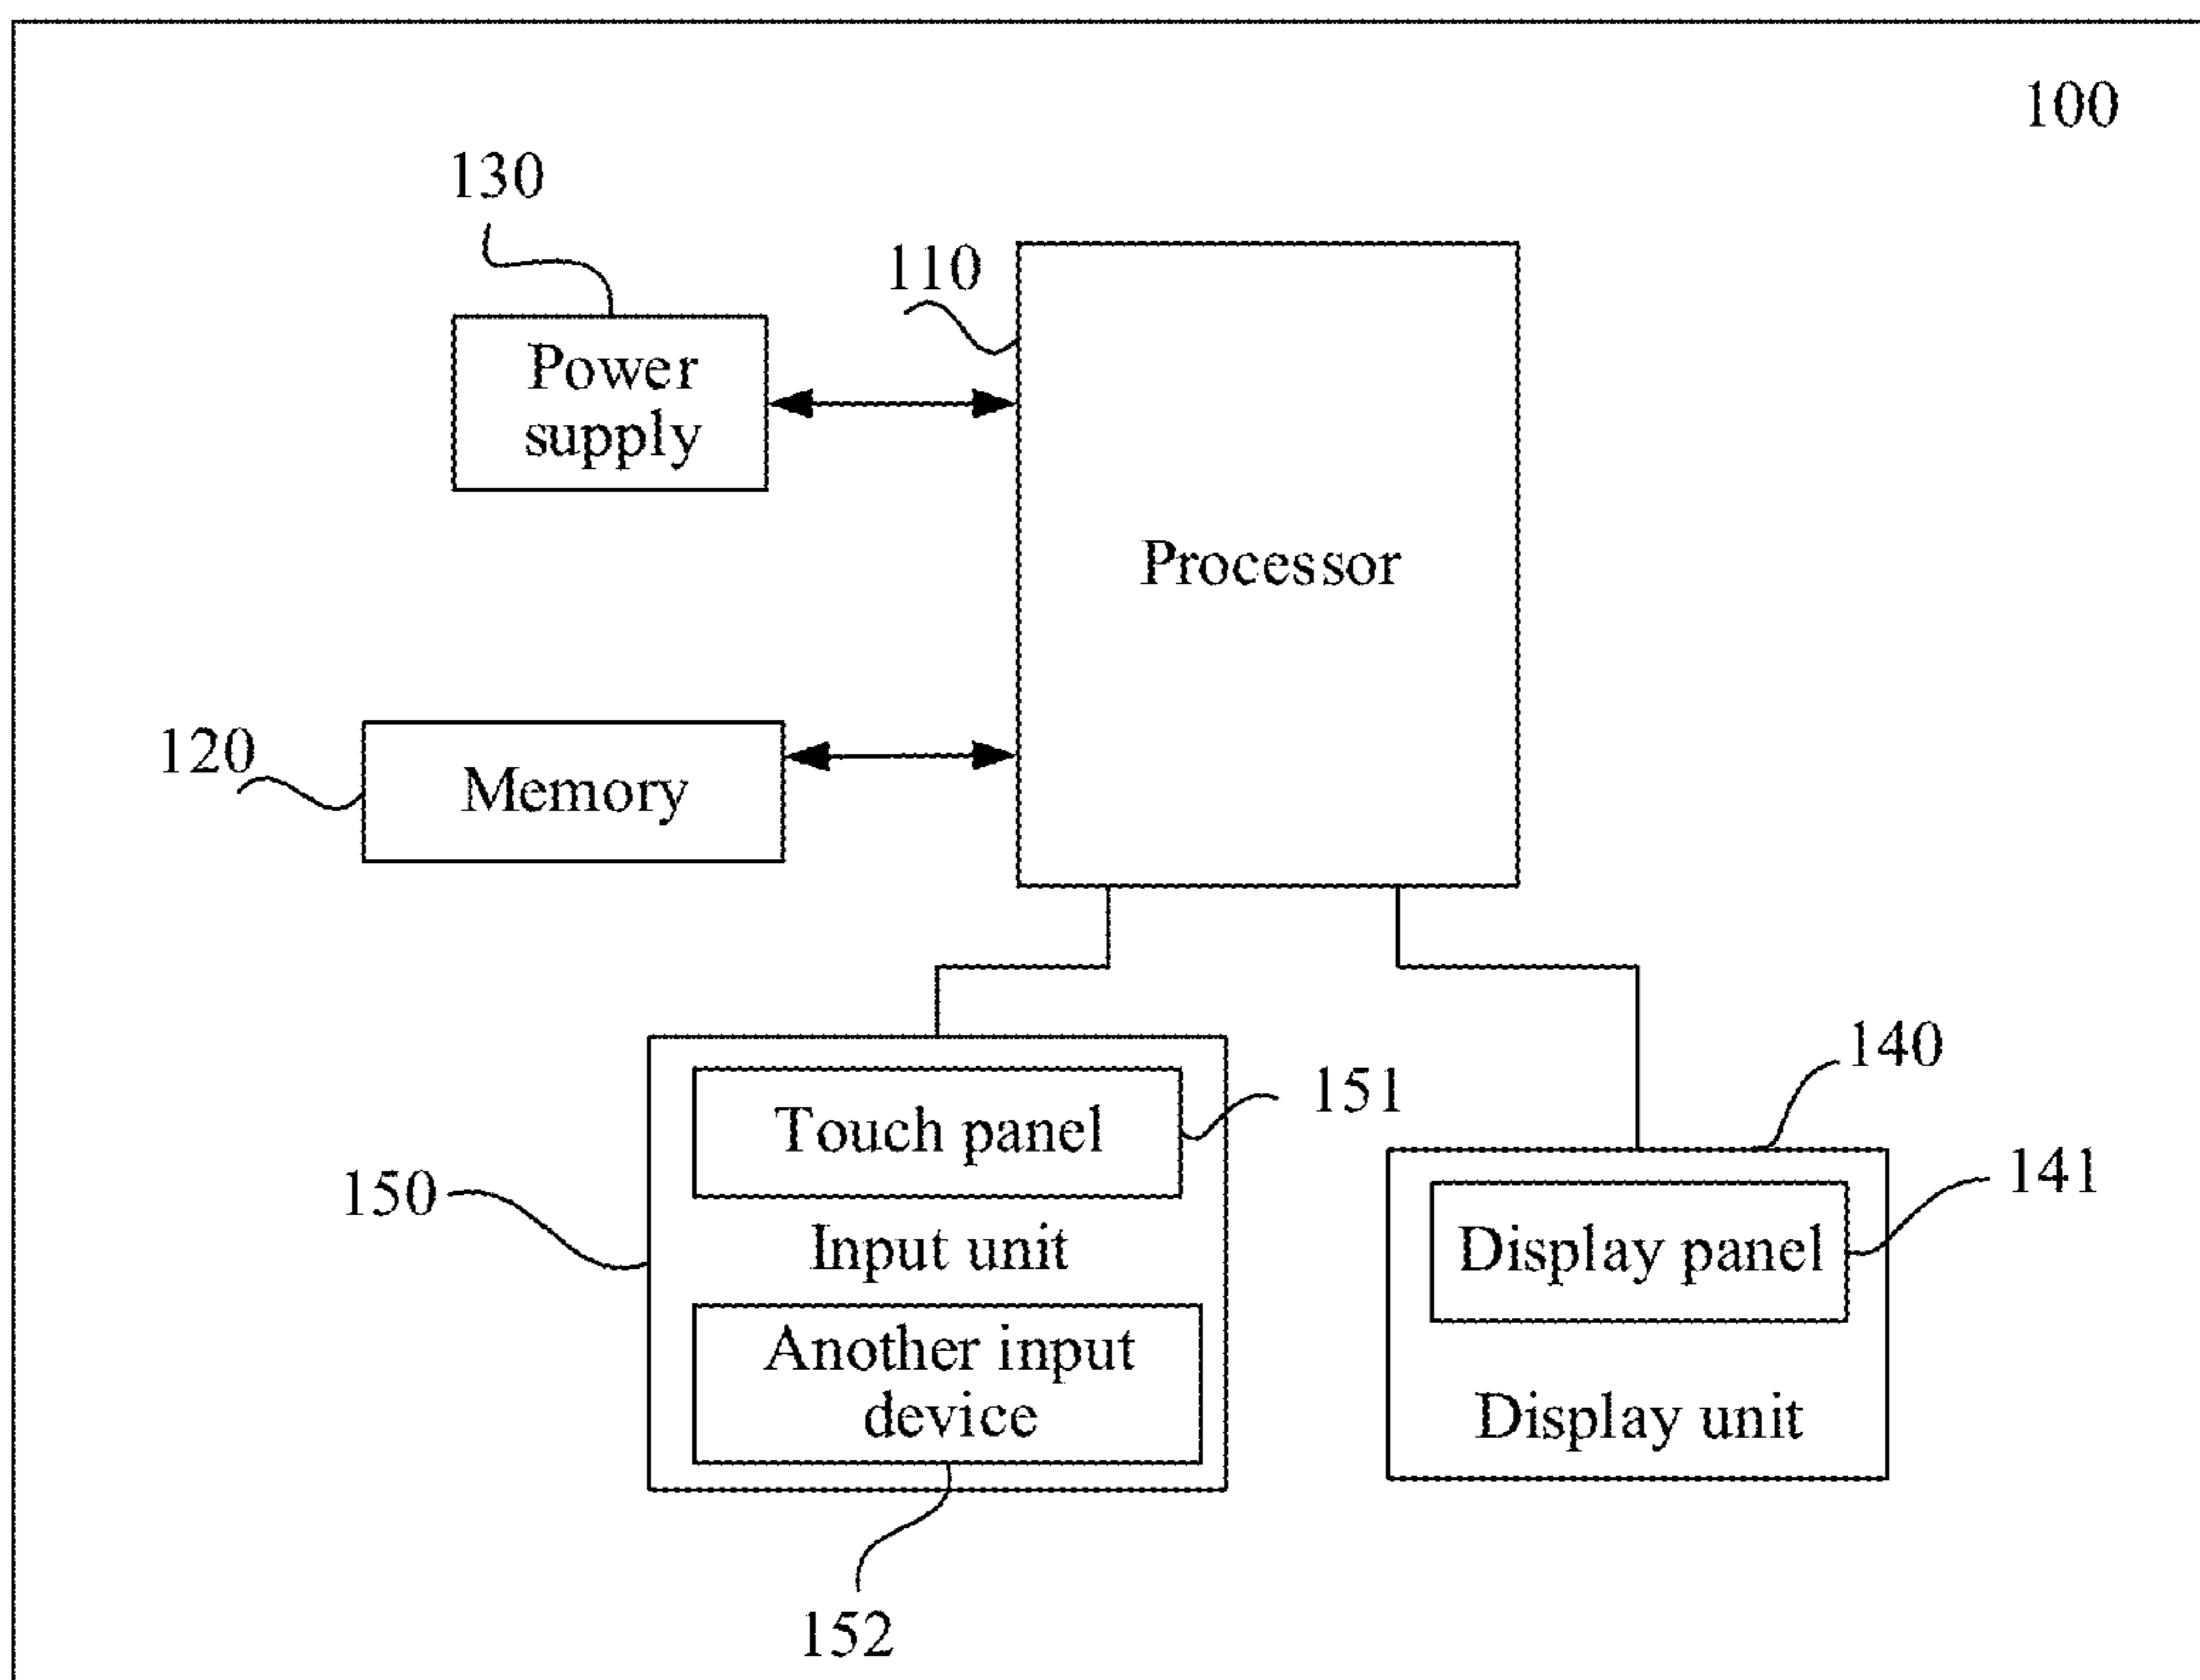 100
130
110
Power
supply
Processor
120
Memory
140
151
Touch panel
141
150
Input unit
Display panel
Another input
device
Display unit
152